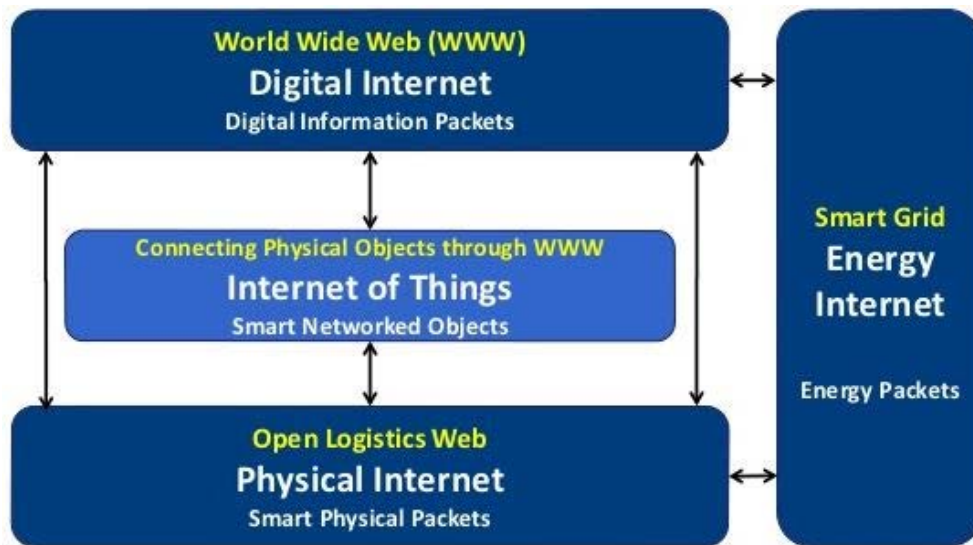 World Wide Web (WWW)
Digital Internet
Digital Information Packets
Connecting Physical Objects through WWW
Internet of Things
Smart Networked Objects
Open Logistics Web
Physical Internet
Smart Physical Packets
Smart Grid
Energy
Internet
Energy Packets